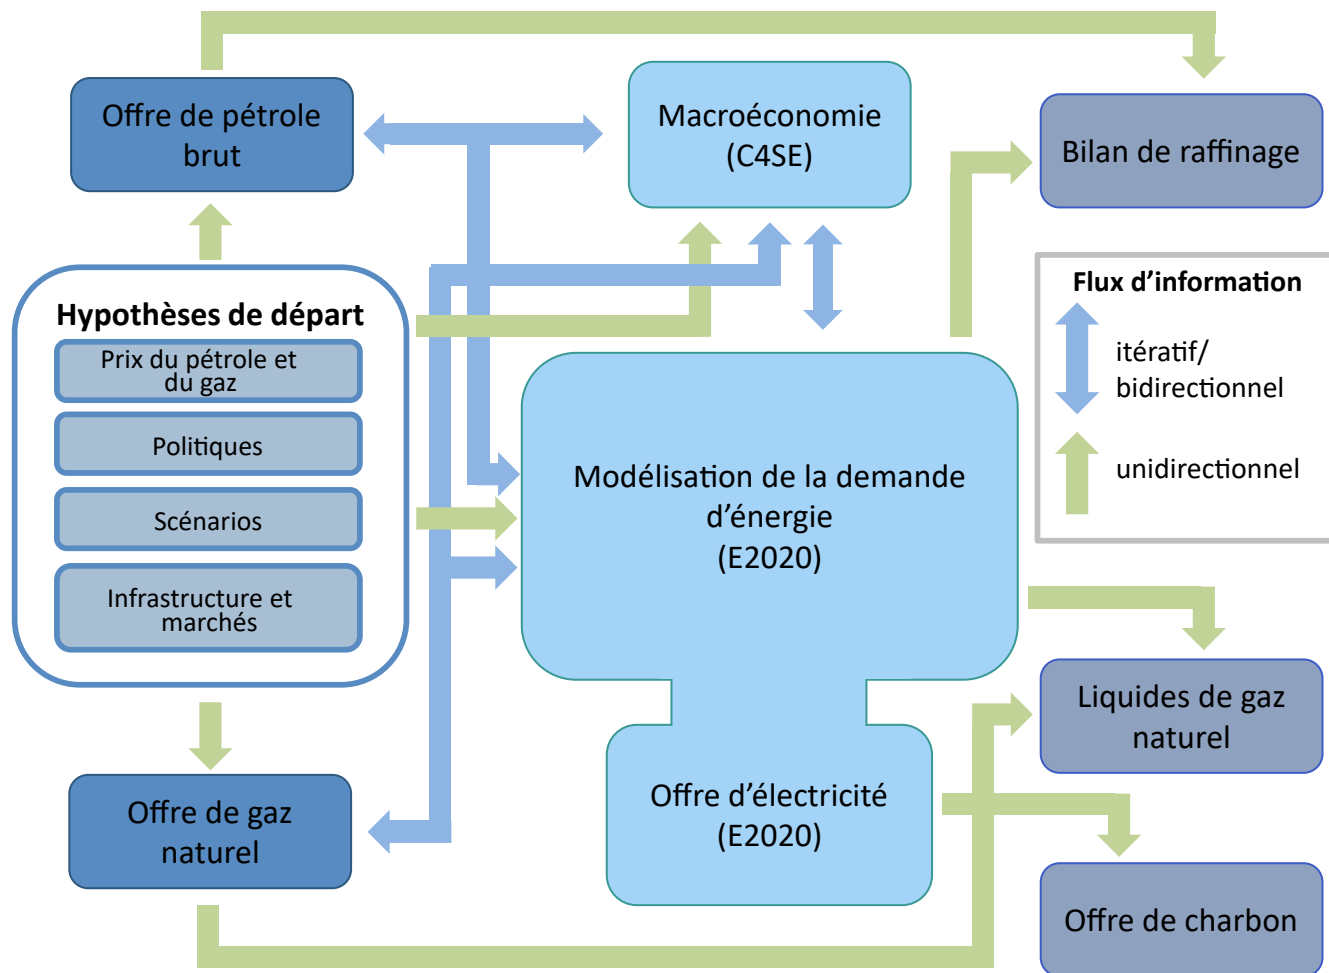 Offre de pétrole
brut
Macroéconomie
(C4SE)
Bilan de raffinage
Hypothèses de départ
Prix du pétrole et
du gaz
Politiques
Scénarios
Infrastructure et
marchés
Flux d’information
itératif/
bidirectionnel
unidirectionnel
Modélisation de la demande
d’énergie
(E2020)
Offre de gaz
naturel
Offre d’électricité
(E2020)
Liquides de gaz
naturel
Offre de charbon